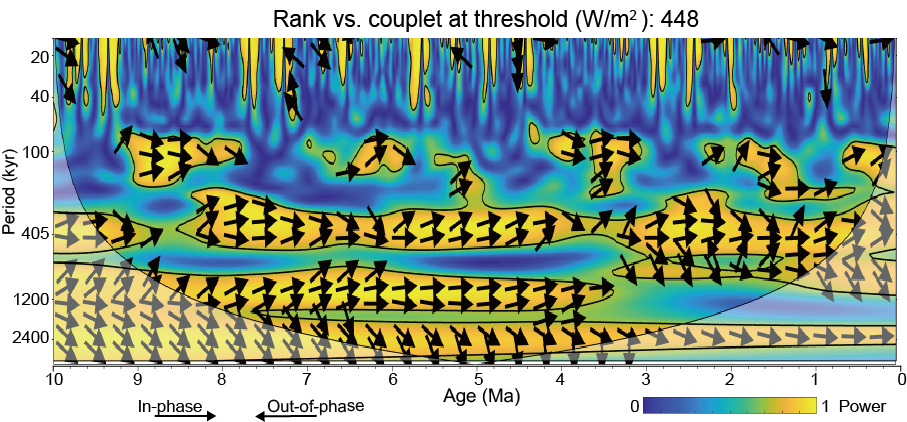 Rank vs. couplet at threshold (W/m²): 448
20
40
100
405
1200
2400
Period (kyr)
10 9 8 7 6 5 4 3 2 1 0
Age (Ma)
In-phase Out-of-phase
0 1 Power